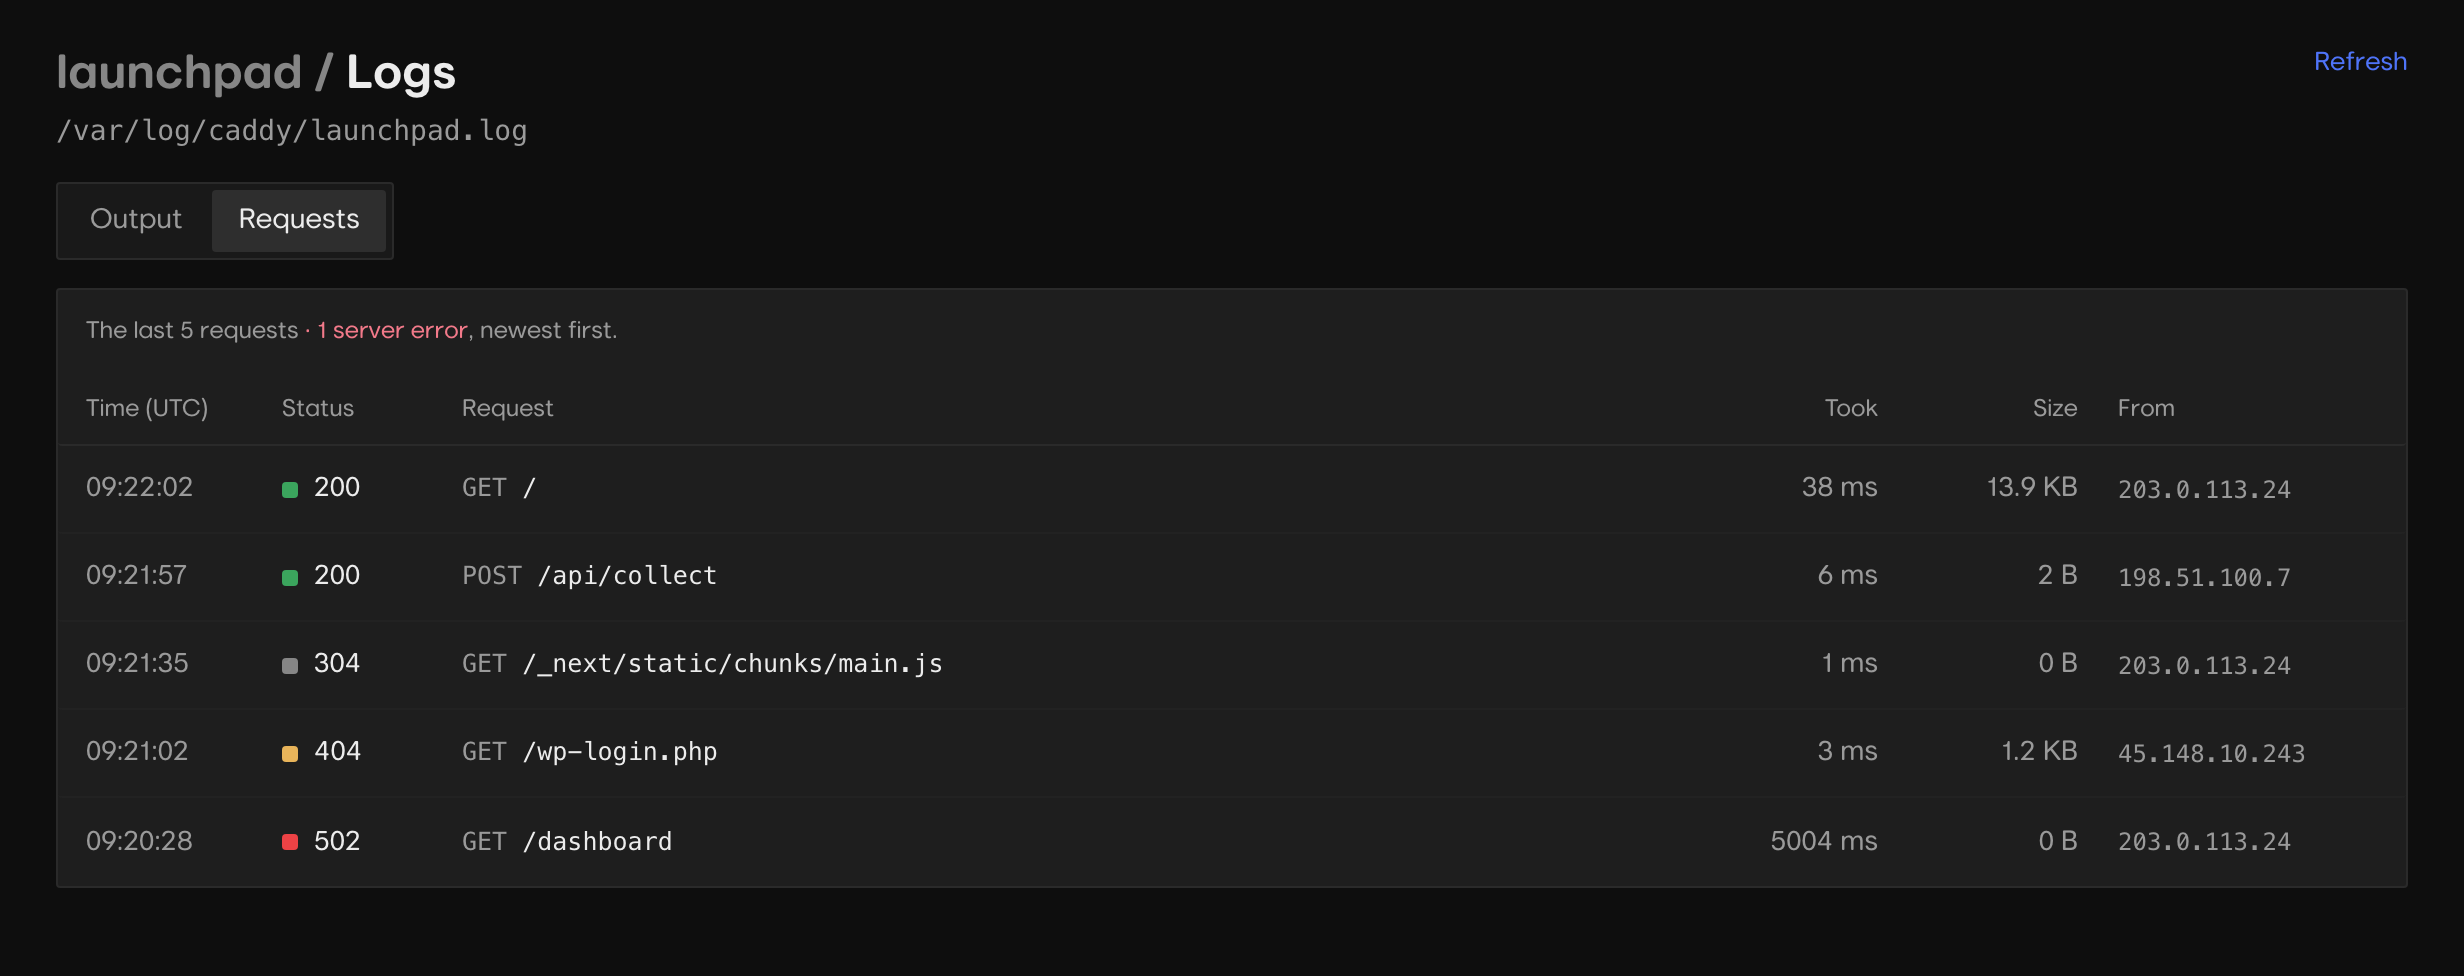 launchpad / Logs
Refresh
/var/log/caddy/launchpad.log
Output Requests
The last 5 requests · 1 server error, newest first.
Time (UTC) Status Request Took Size From
09:22:02 200 GET / 38 ms 13.9 KB 203.0.113.24
09:21:57 200 POST /api/collect 6 ms 2 B 198.51.100.7
09:21:35 304 GET /_next/static/chunks/main.js 1 ms 0 B 203.0.113.24
09:21:02 404 GET /wp-login.php 3 ms 1.2 KB 45.148.10.243
09:20:28 502 GET /dashboard 5004 ms 0 B 203.0.113.24